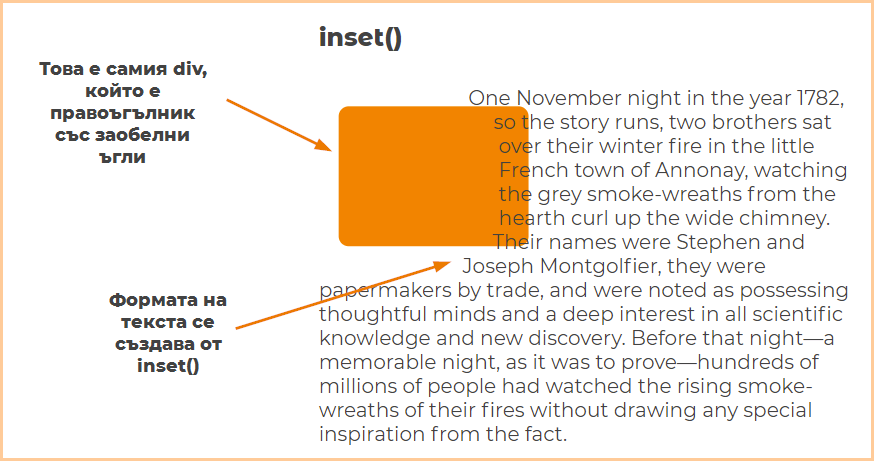 inset()
Това е самия div,
който е
правоъгълник
със заобелни
ъгли
One November night in the year 1782,
so the story runs, two brothers sat
over their winter fire in the little
French town of Annonay, watching
the grey smoke-wreaths from the
hearth curl up the wide chimney.
Their names were Stephen and
Joseph Montgolfier, they were
papermakers by trade, and were noted as possessing
thoughtful minds and a deep interest in all scientific
knowledge and new discovery. Before that night—a
memorable night, as it was to prove—hundreds of
millions of people had watched the rising smoke-
wreaths of their fires without drawing any special
inspiration from the fact.
Формата на
текста се
създава от
inset()